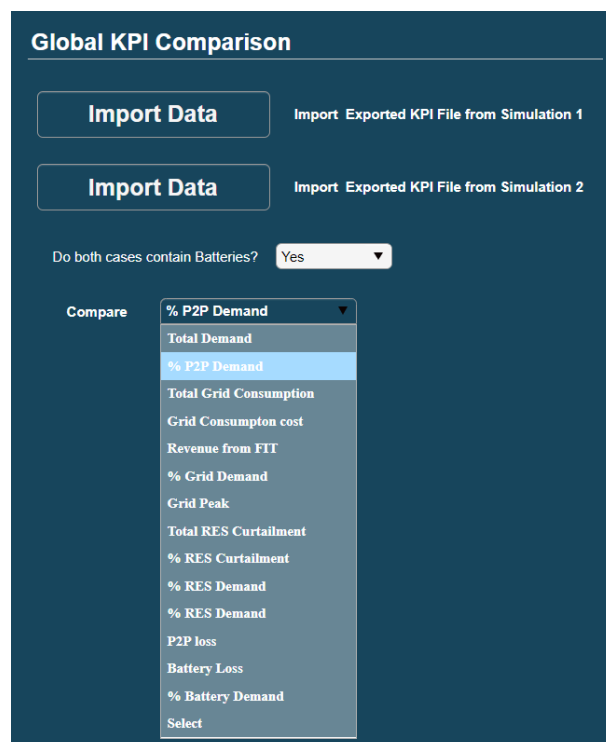 Global KPI Comparison
Import Data
Import Exported KPI File from Simulation 1
Import Data
Import Exported KPI File from Simulation 2
Do both cases contain Batteries?
Yes
Compare
% P2P Demand
Total Demand
% P2P Demand
Total Grid Consumption
Grid Consumpton cost
Revenue from FIT
% Grid Demand
Grid Peak
Total RES Curtailment
% RES Curtailment
% RES Demand
% RES Demand
P2P loss
Battery Loss
% Battery Demand
Select